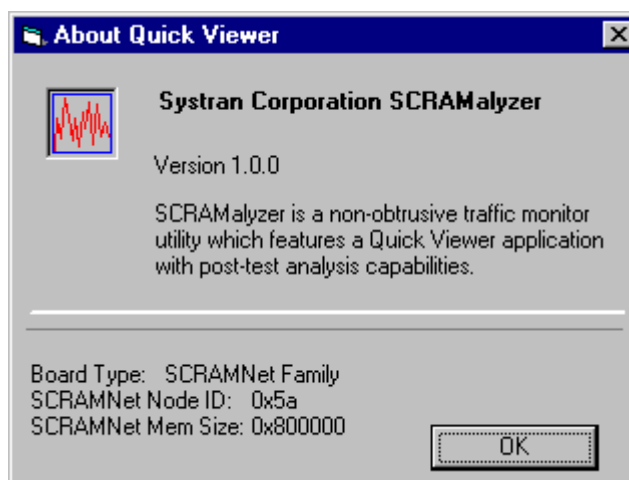 About Quick Viewer
Systran Corporation SCRAMalyzer
Version 1.0.0
SCRAMalyzer is a non-obtrusive traffic monitor
utility which features a Quick Viewer application
with post-test analysis capabilities.
Board Type: SCRAMNet Family
SCRAMNet Node ID: 0x5a
SCRAMNet Mem Size: 0x800000
OK